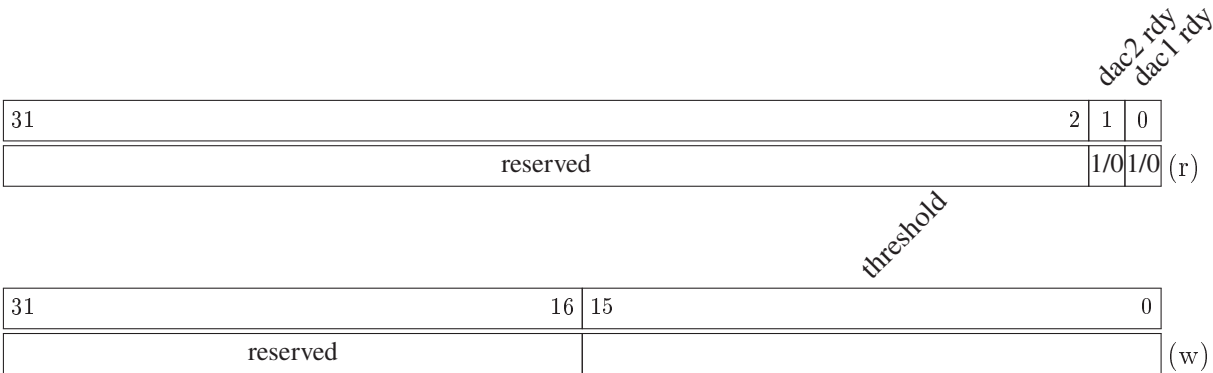 dac2 rdy
dac1 rdy
31 2 1 0
reserved 1/0 1/0 (r)
threshold
31 16 15 0
reserved (w)